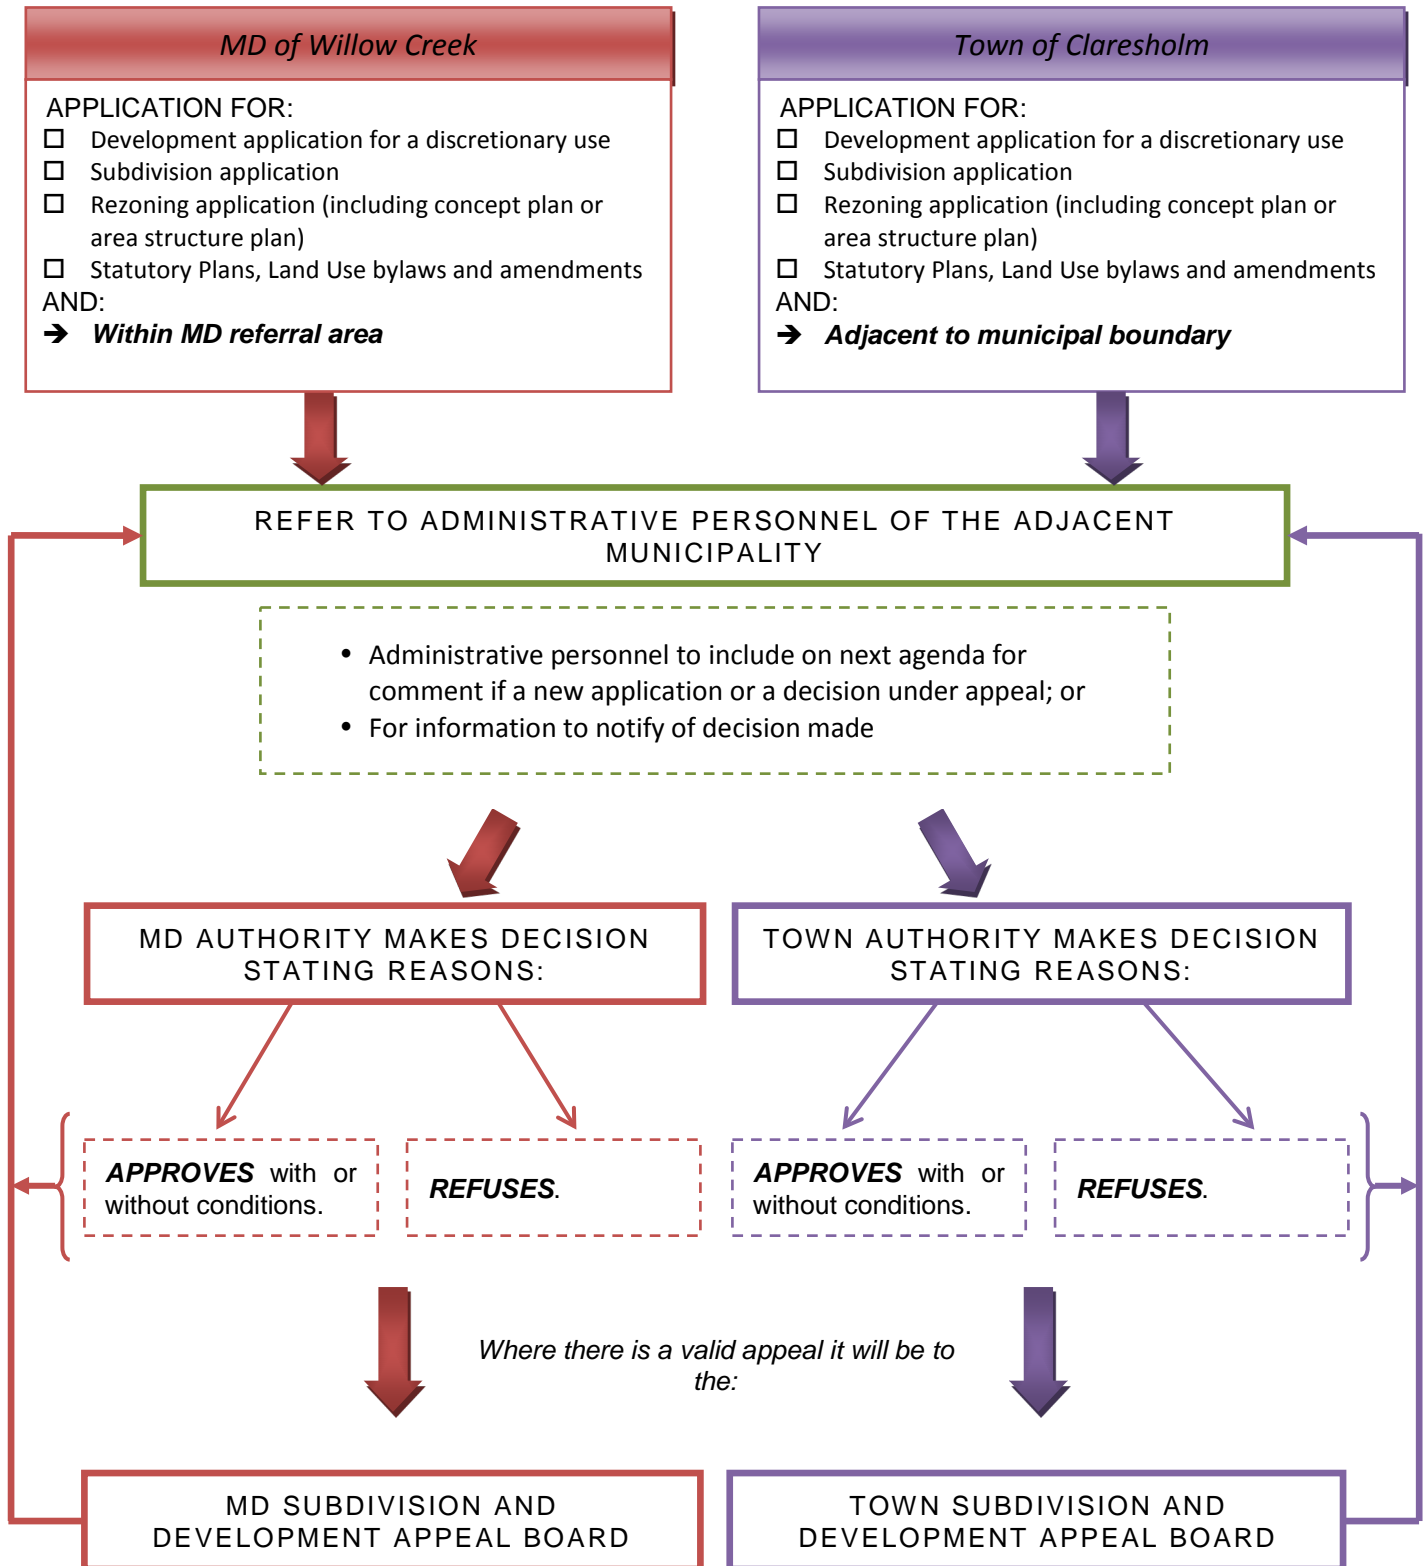 MD of Willow Creek
APPLICATION FOR:
☐ Development application for a discretionary use
☐ Subdivision application
☐ Rezoning application (including concept plan or
area structure plan)
☐ Statutory Plans, Land Use bylaws and amendments
AND:
➔ Within MD referral area
Town of Claresholm
APPLICATION FOR:
☐ Development application for a discretionary use
☐ Subdivision application
☐ Rezoning application (including concept plan or
area structure plan)
☐ Statutory Plans, Land Use bylaws and amendments
AND:
➔ Adjacent to municipal boundary
REFER TO ADMINISTRATIVE PERSONNEL OF THE ADJACENT
MUNICIPALITY
• Administrative personnel to include on next agenda for
comment if a new application or a decision under appeal; or
• For information to notify of decision made
MD AUTHORITY MAKES DECISION
STATING REASONS:
TOWN AUTHORITY MAKES DECISION
STATING REASONS:
APPROVES with or
without conditions.
REFUSES.
APPROVES with or
without conditions.
REFUSES.
Where there is a valid appeal it will be to
the:
MD SUBDIVISION AND
DEVELOPMENT APPEAL BOARD
TOWN SUBDIVISION AND
DEVELOPMENT APPEAL BOARD